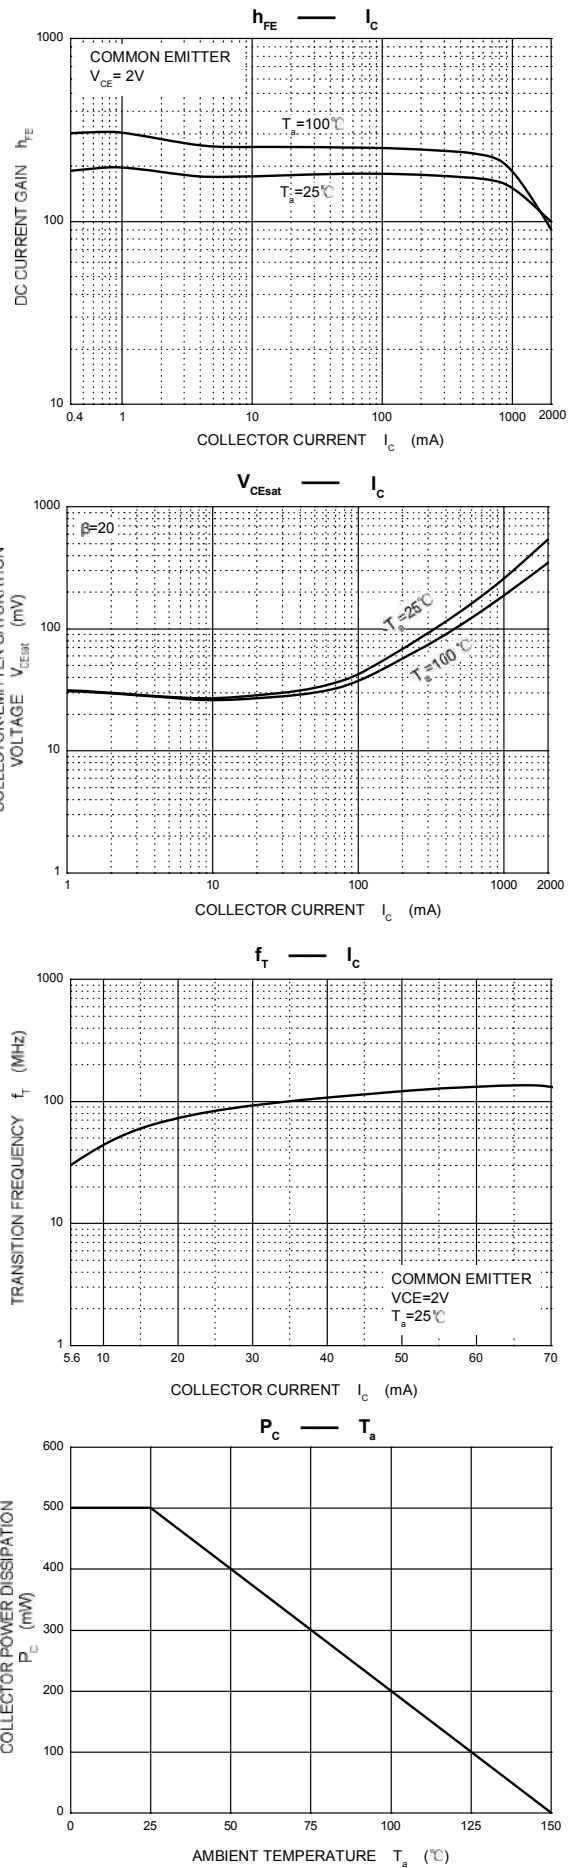 hFE —— IC
1000
COMMON EMITTER
VCE= 2V
Ta=100℃
Ta=25℃
DC CURRENT GAIN hFE
100
10
0.4 1 10 100 1000 2000
COLLECTOR CURRENT IC (mA)
VCEsat —— IC
1000
β=20
Ta=25℃
Ta=100℃
VOLTAGE VCEsat (mV)
100
10
1
1 10 100 1000 2000
COLLECTOR CURRENT IC (mA)
fT —— IC
1000
TRANSITION FREQUENCY fT (MHz)
100
10
COMMON EMITTER
VCE=2V
Ta=25℃
1
5.6 10 20 30 40 50 60 70
COLLECTOR CURRENT IC (mA)
PC —— Ta
600
500
400
300
200
100
0
COLLECTOR POWER DISSIPATION
PC (mW)
0 25 50 75 100 125 150
AMBIENT TEMPERATURE Ta (℃)